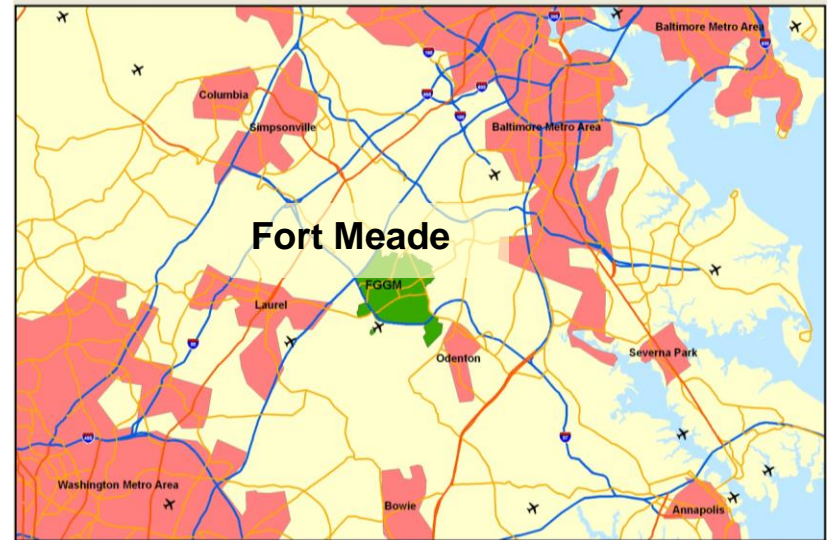 Baltimore Metro Area
Columbia
Simpsonville
Baltimore Metro Area
Fort Meade
FGGM
Laurel
Odenton
Severna Park
Washington Metro Area
Bowie
Annapolis